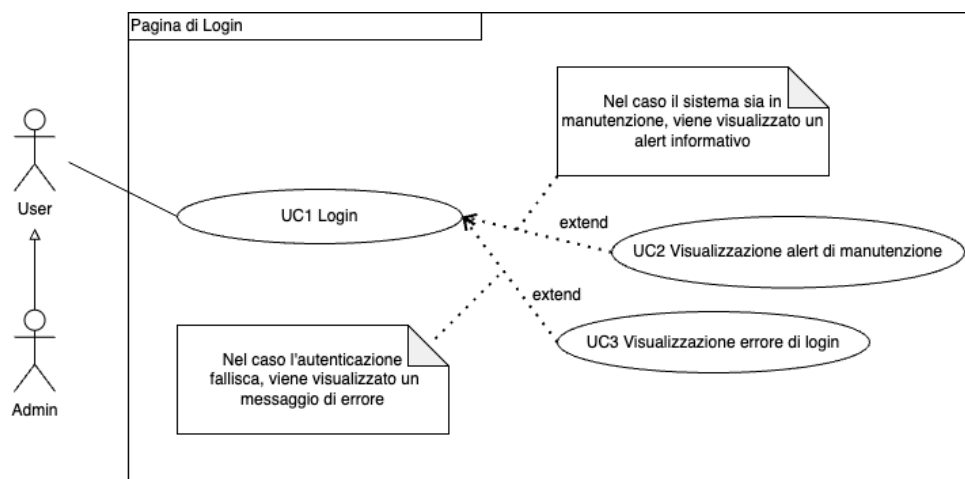 Pagina di Login
Nel caso il sistema sia in
manutenzione, viene visualizzato un
alert informativo
User
UC1 Login
extend
UC2 Visualizzazione alert di manutenzione
extend
UC3 Visualizzazione errore di login
Nel caso l'autenticazione
fallisca, viene visualizzato un
messaggio di errore
Admin